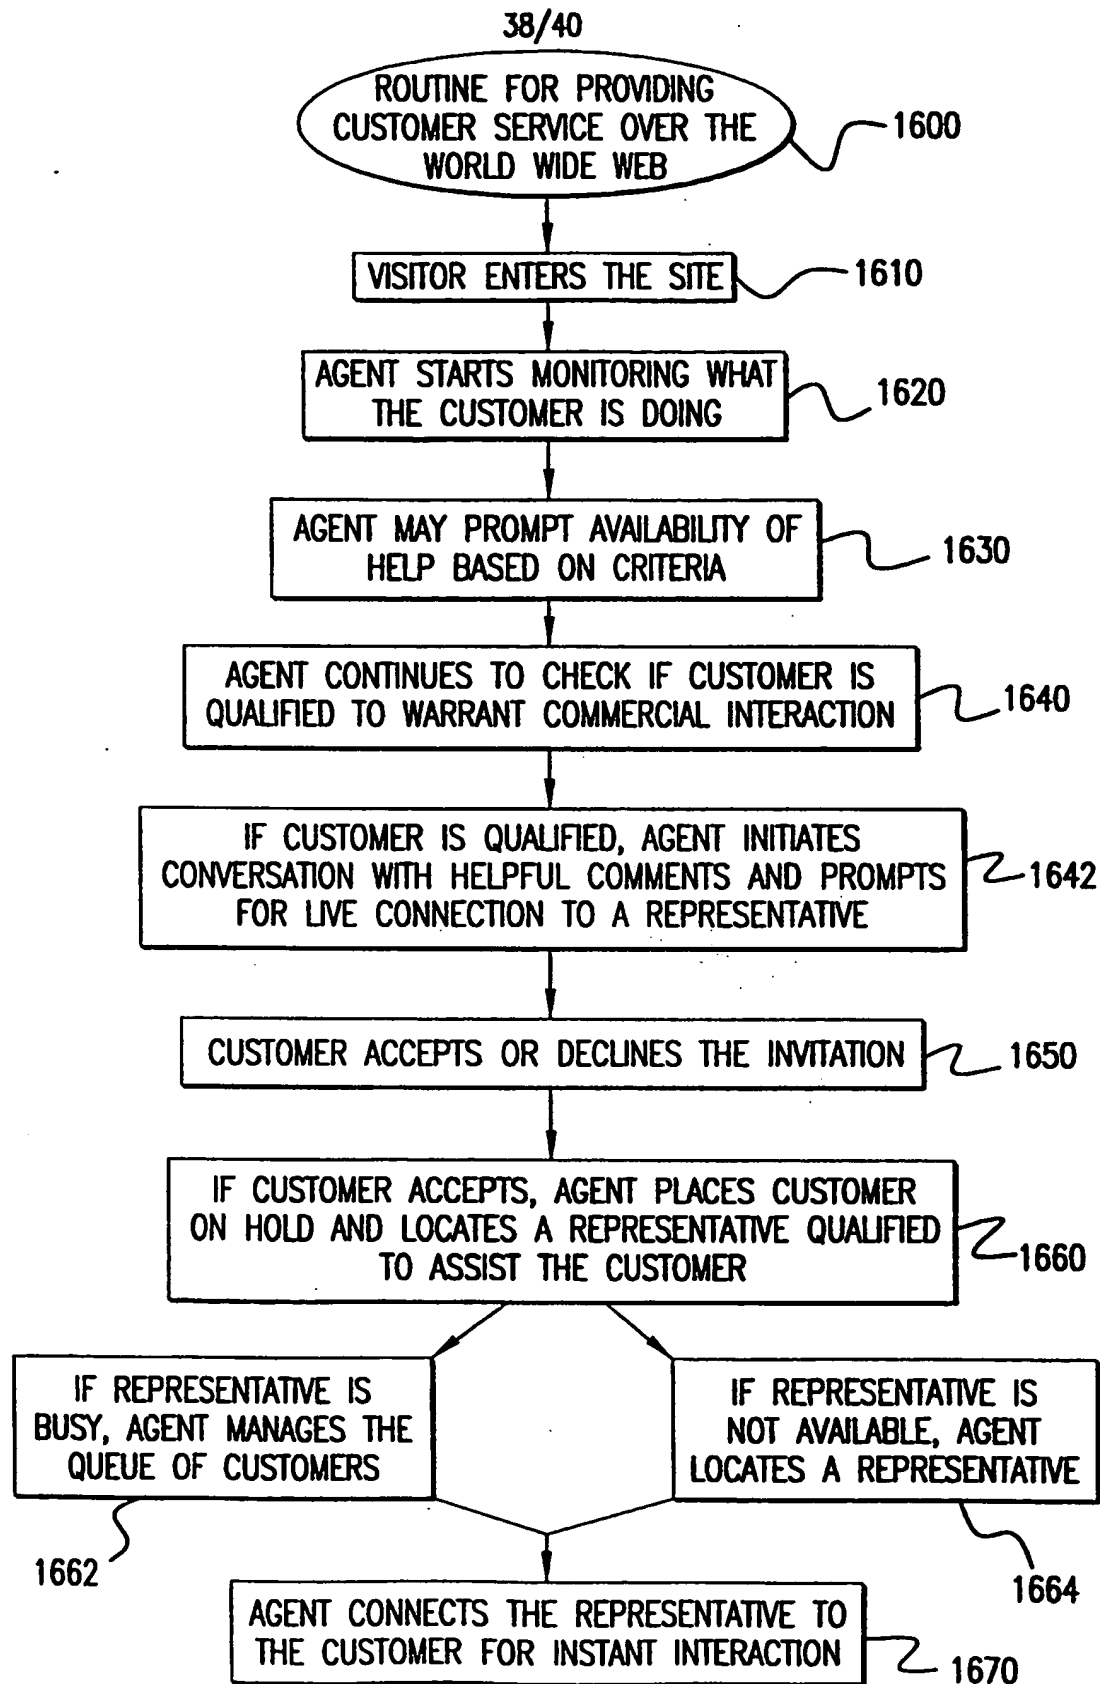 38/40
ROUTINE FOR PROVIDING
CUSTOMER SERVICE OVER THE
WORLD WIDE WEB
1600
VISITOR ENTERS THE SITE
1610
AGENT STARTS MONITORING WHAT
THE CUSTOMER IS DOING
1620
AGENT MAY PROMPT AVAILABILITY OF
HELP BASED ON CRITERIA
1630
AGENT CONTINUES TO CHECK IF CUSTOMER IS
QUALIFIED TO WARRANT COMMERCIAL INTERACTION
1640
IF CUSTOMER IS QUALIFIED, AGENT INITIATES
CONVERSATION WITH HELPFUL COMMENTS AND PROMPTS
FOR LIVE CONNECTION TO A REPRESENTATIVE
1642
CUSTOMER ACCEPTS OR DECLINES THE INVITATION
1650
IF CUSTOMER ACCEPTS, AGENT PLACES CUSTOMER
ON HOLD AND LOCATES A REPRESENTATIVE QUALIFIED
TO ASSIST THE CUSTOMER
1660
IF REPRESENTATIVE IS
BUSY, AGENT MANAGES THE
QUEUE OF CUSTOMERS
1662
IF REPRESENTATIVE IS
NOT AVAILABLE, AGENT
LOCATES A REPRESENTATIVE
1664
AGENT CONNECTS THE REPRESENTATIVE TO
THE CUSTOMER FOR INSTANT INTERACTION
1670